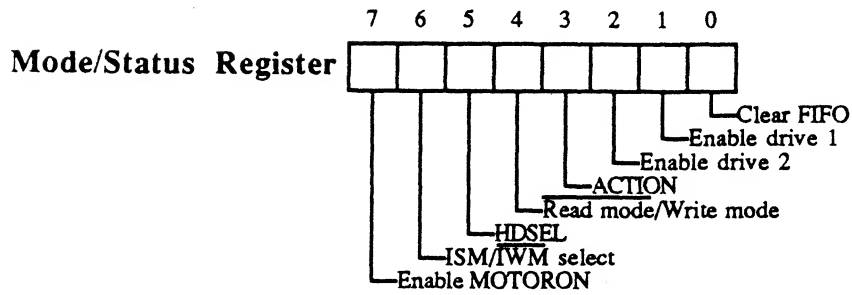 7 6 5 4 3 2 1 0
Mode/Status Register
Clear FIFO
Enable drive 1
Enable drive 2
ACTION
Read mode/Write mode
HDSEL
ISM/IWM select
Enable MOTORON